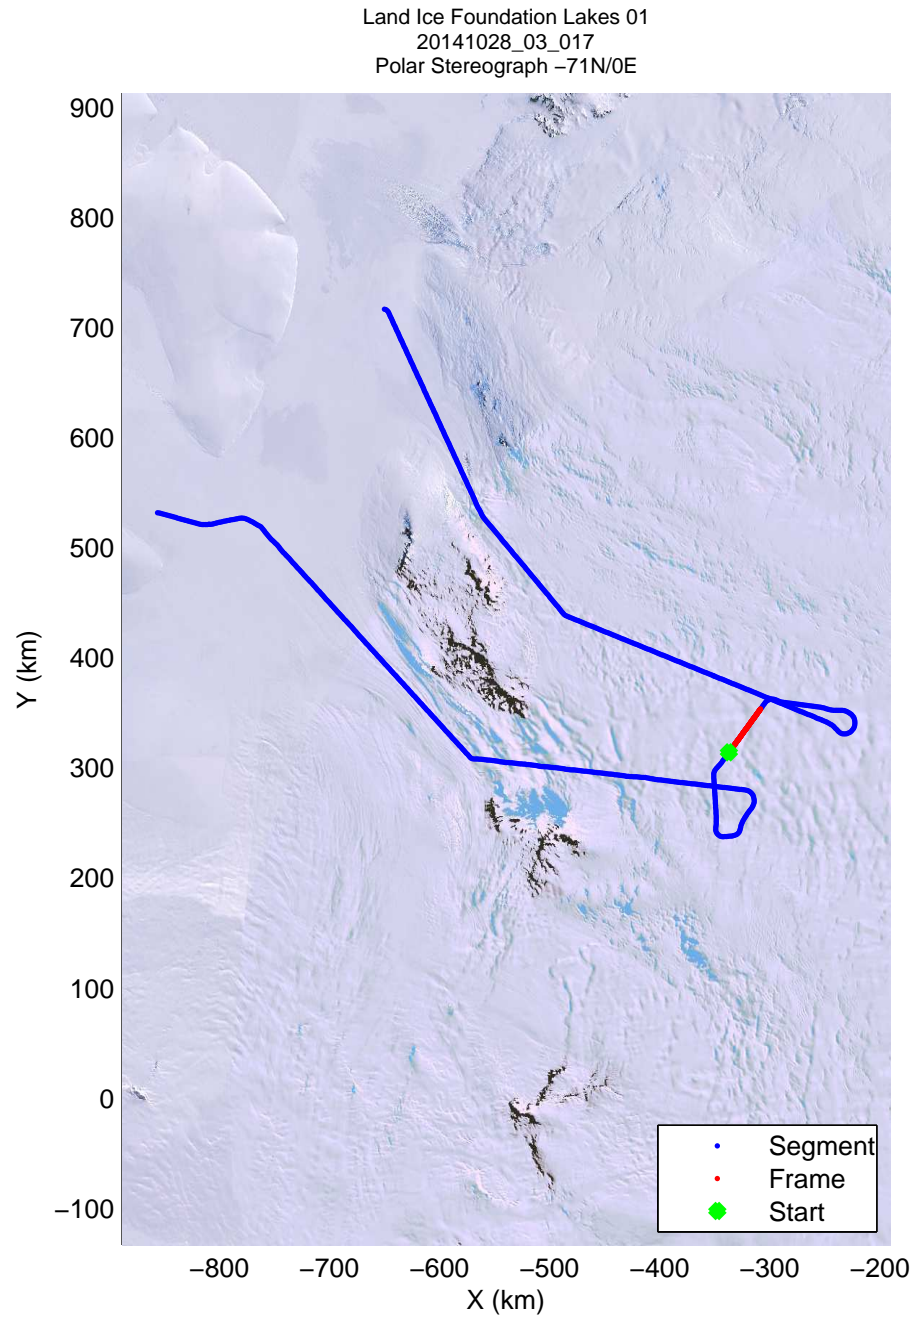 Land Ice Foundation Lakes 01
20141028_03_017
Polar Stereograph −71N/0E
900
800
700
600
500
400
300
200
100
0
−100
Y (km)
Segment
Frame
Start
−800 −700 −600 −500 −400 −300 −200
X (km)